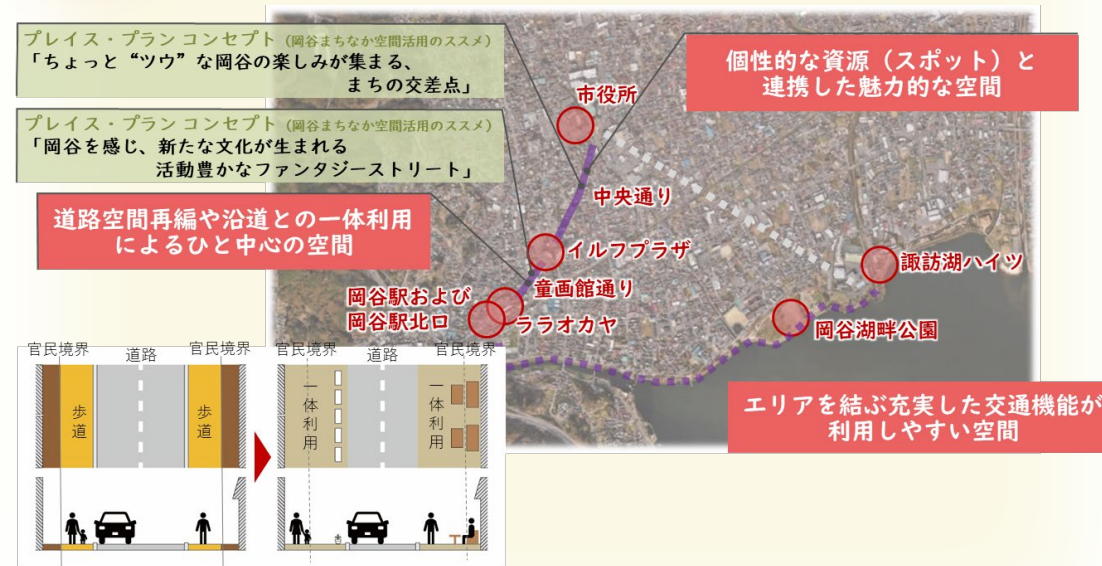 プレイス・プラン コンセプト（岡谷まちなか空間活用のススメ）
「ちょっと“ツウ”な岡谷の楽しみが集まる、
まちの交差点」
プレイス・プラン コンセプト（岡谷まちなか空間活用のススメ）
「岡谷を感じ、新たな文化が生まれる
活動豊かなファンタジーストリート」
道路空間再編や沿道との一体利用
によるひと中心の空間
個性的な資源（スポット）と
連携した魅力的な空間
市役所
中央通り
イルフプラザ
諏訪湖ハイツ
童画館通り
岡谷駅および
岡谷駅北口
ララオカヤ
岡谷湖畔公園
エリアを結ぶ充実した交通機能が
利用しやすい空間
官民境界
道路
官民境界
歩道
歩道
官民境界
道路
官民境界
一体利用
一体利用